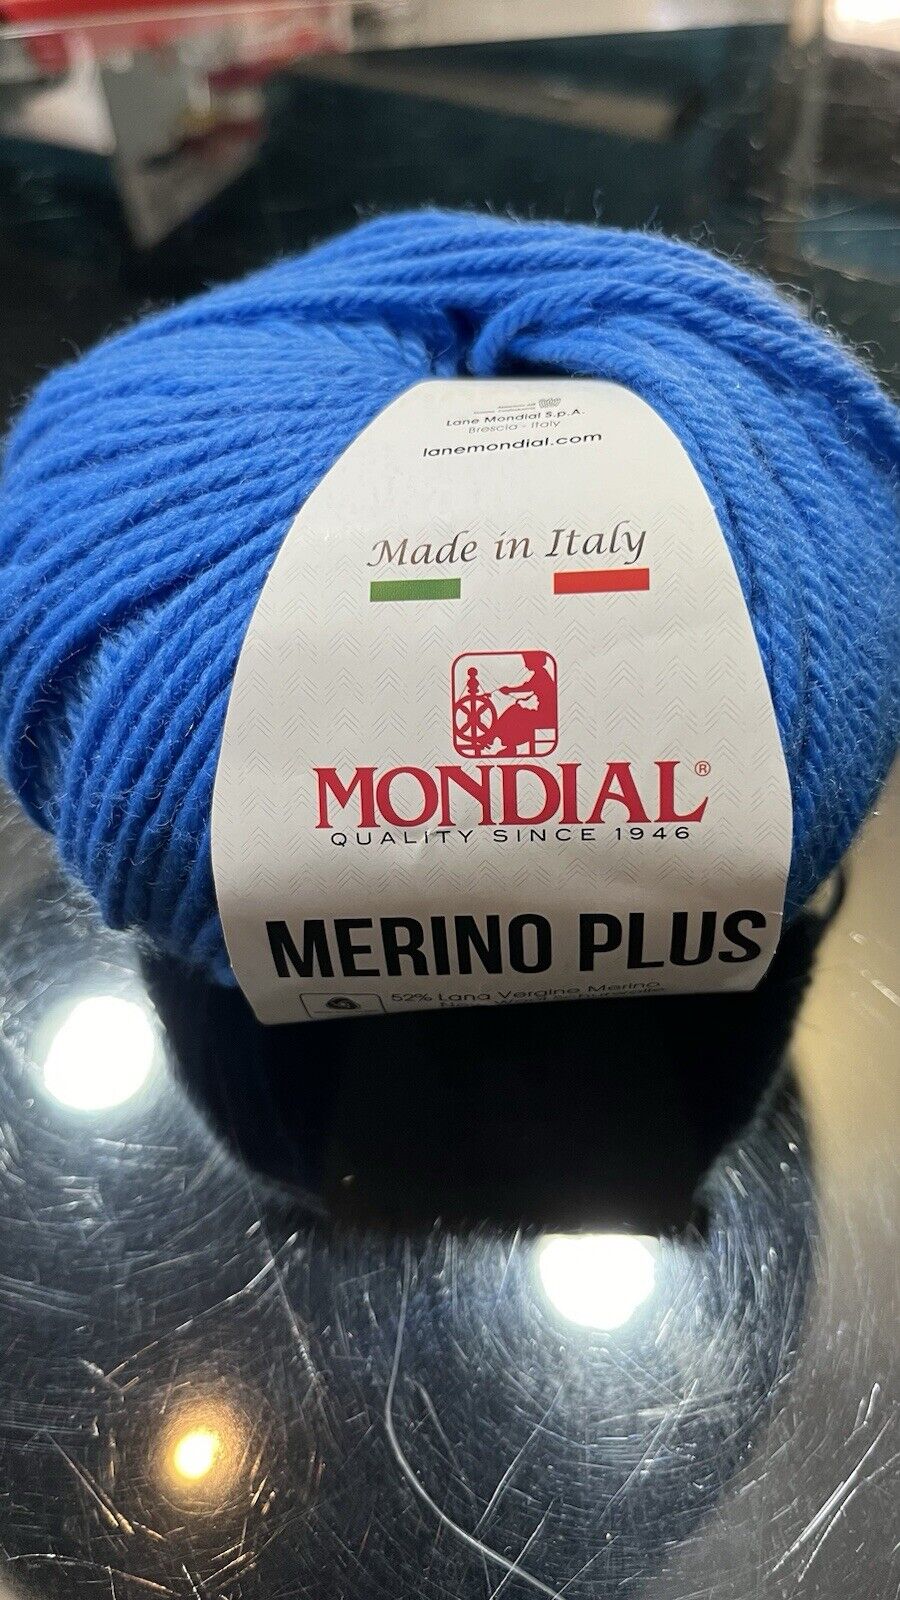 Lane Mondial S.p.A.
Brescia - Italy
lanemondial.com
Made in Italy
MONDIAL®
QUALITY SINCE 1946
MERINO PLUS
52% Lana Vergine Merino